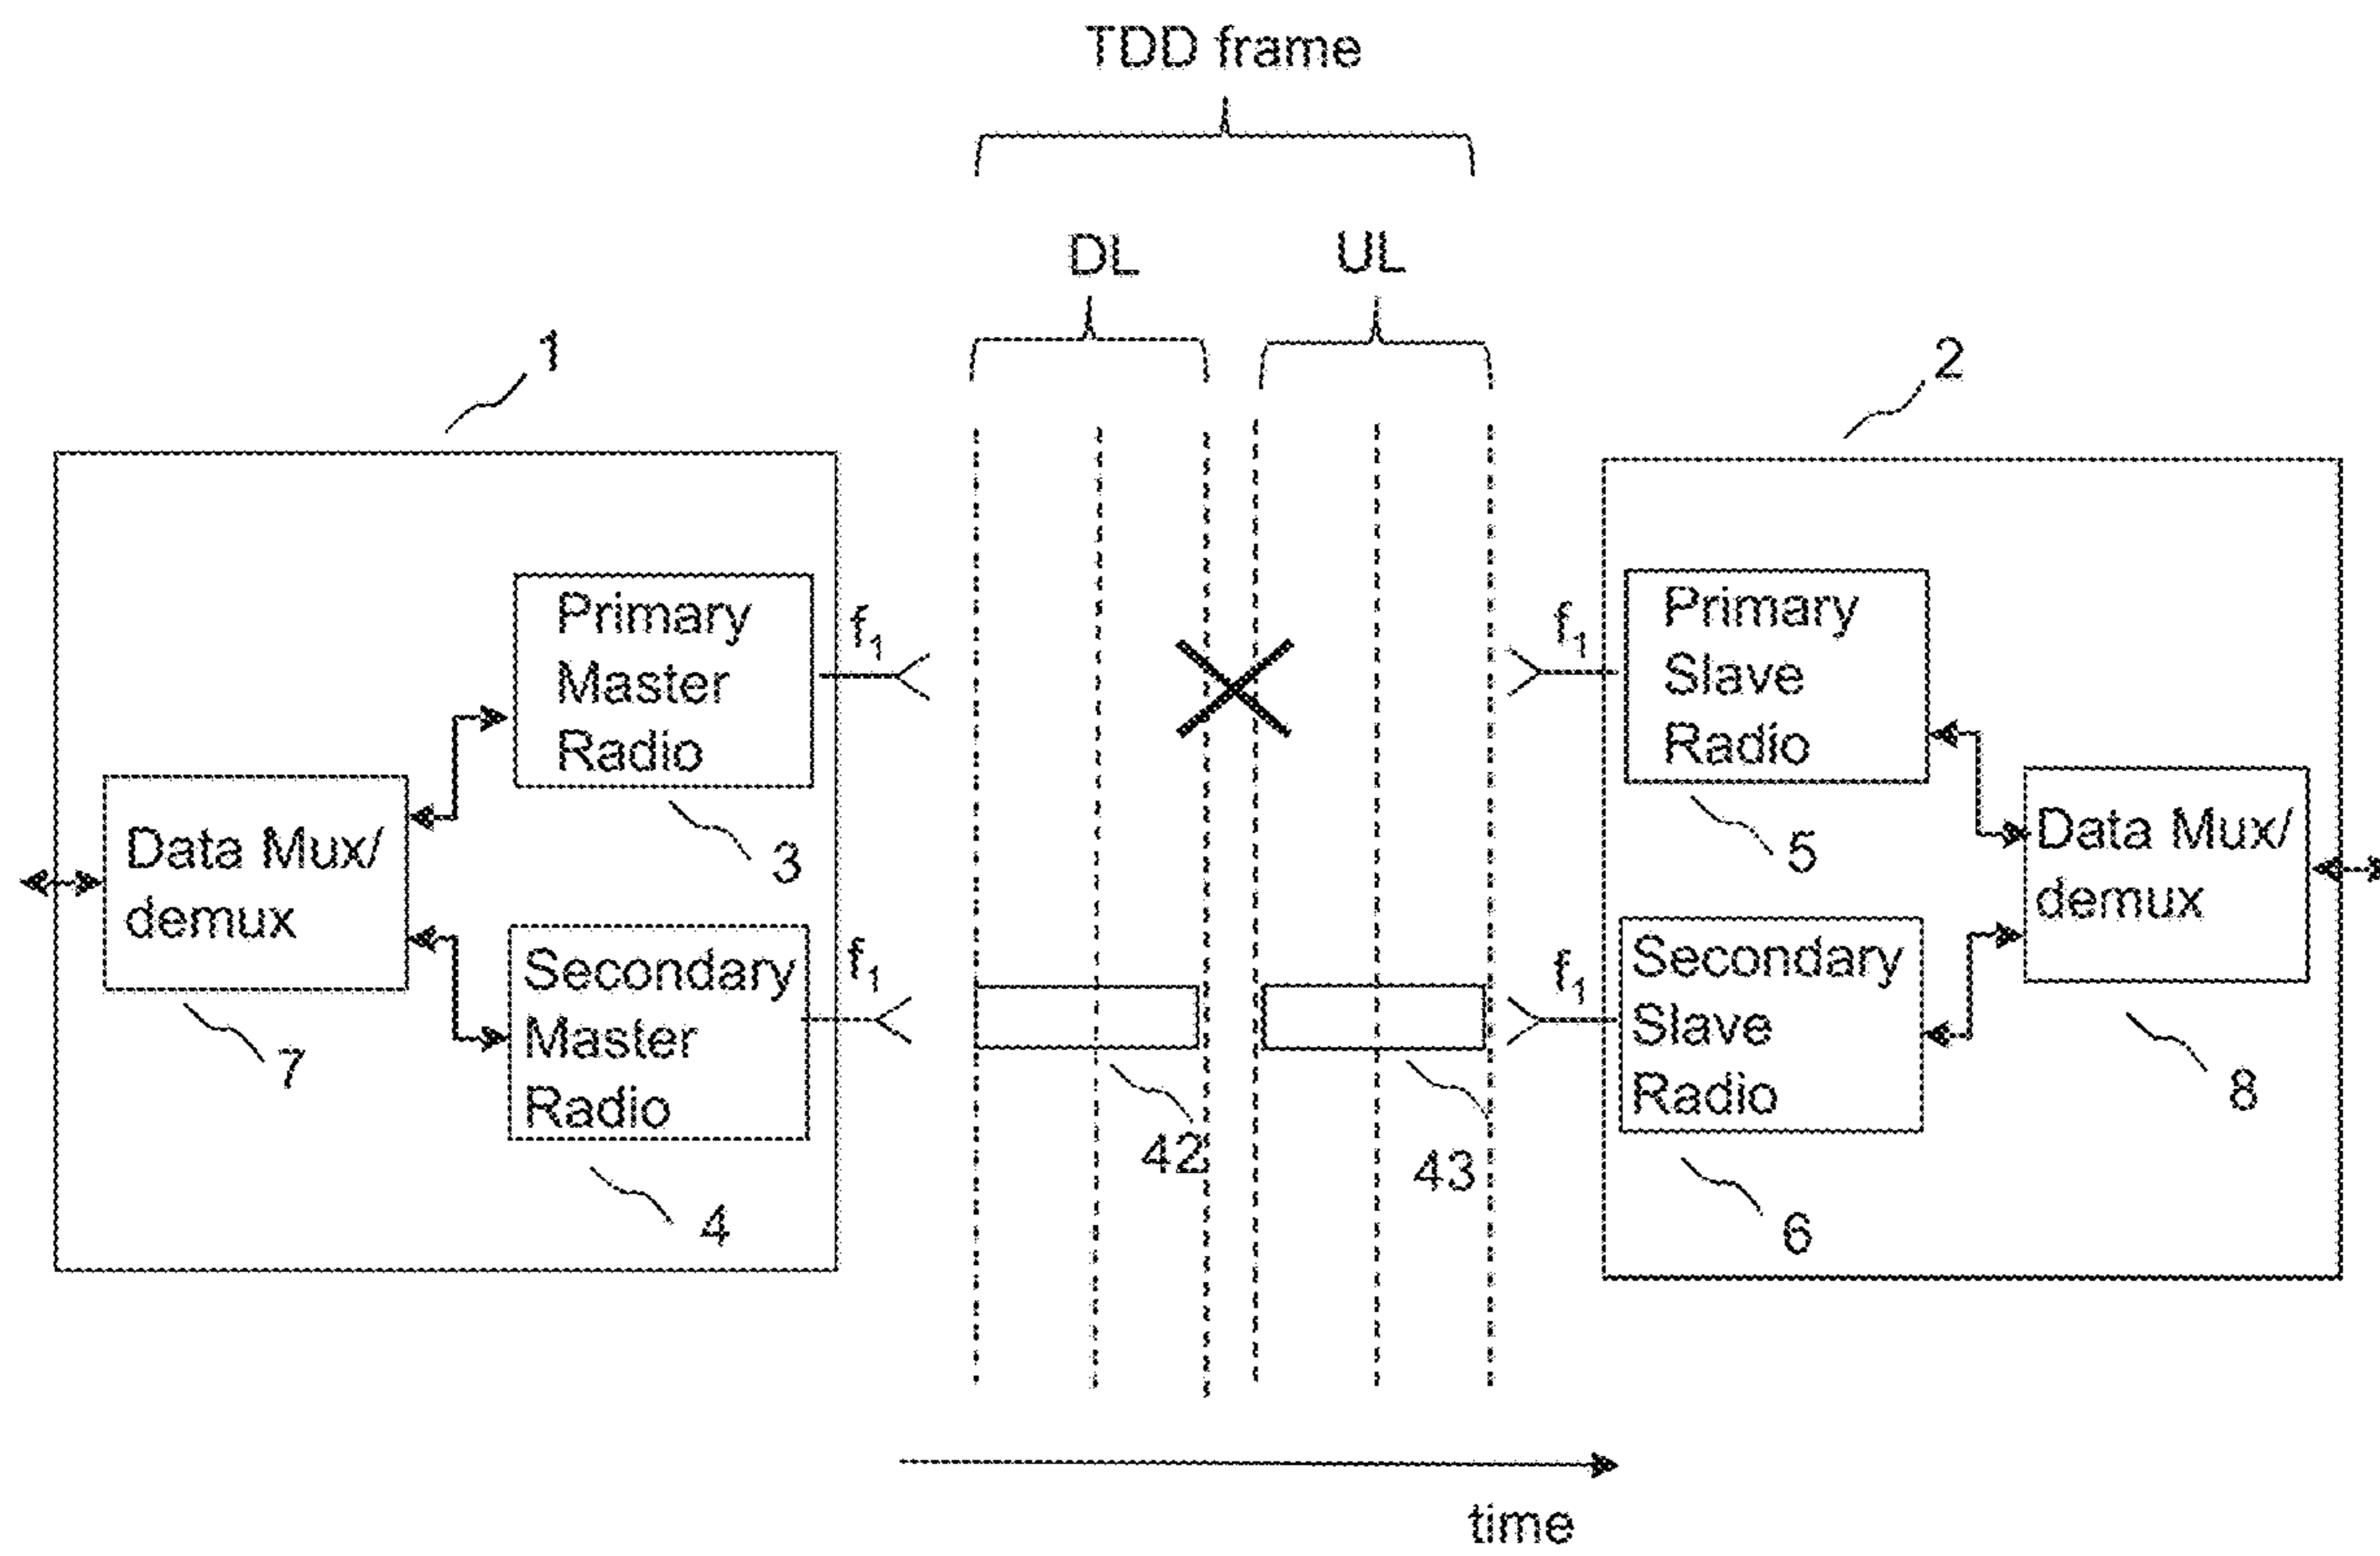 TDD frame
DL
UL
1
2
Primary
Master
Radio
f1
f1
Primary
Slave
Radio
3
5
Data Mux/
demux
Data Mux/
demux
Secondary
Master
Radio
f1
f1
Secondary
Slave
Radio
7
8
42
43
4
6
time